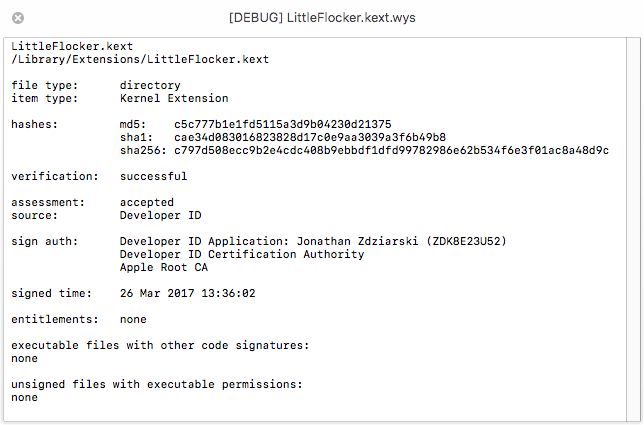 [DEBUG] LittleFlocker.kext.wys
LittleFlocker.kext
/Library/Extensions/LittleFlocker.kext
file type: directory
item type: Kernel Extension
hashes: md5: c5c777b1e1fd5115a3d9b04230d21375
sha1: cae34d083016823828d17c0e9aa3039a3f6b49b8
sha256: c797d508ecc9b2e4cdc408b9ebbdf1dfd99782986e62b534f6e3f01ac8a48d9c
verification: successful
assessment: accepted
source: Developer ID
sign auth: Developer ID Application: Jonathan Zdziarski (ZDK8E23U52)
Developer ID Certification Authority
Apple Root CA
signed time: 26 Mar 2017 13:36:02
entitlements: none
executable files with other code signatures:
none
unsigned files with executable permissions:
none